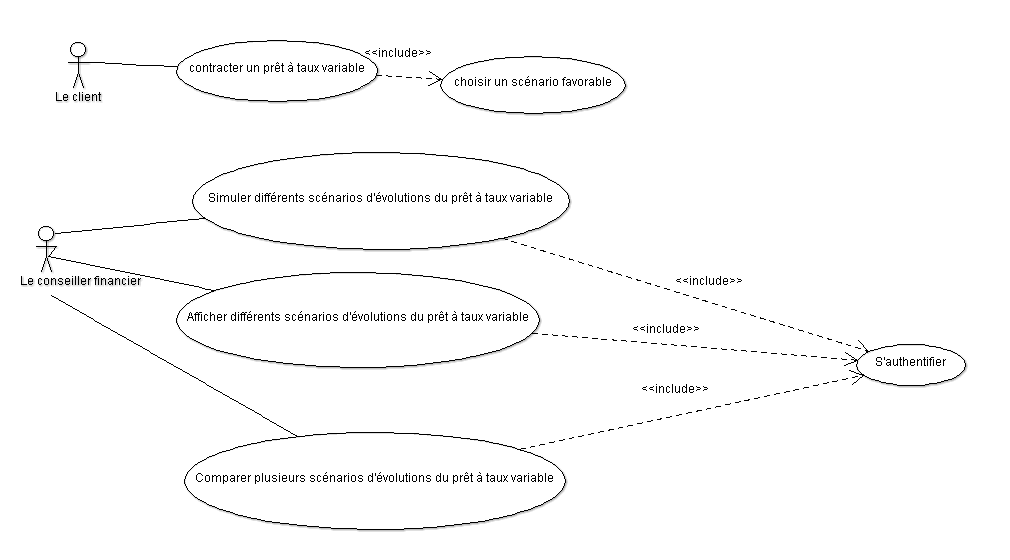 <<include>>
contracter un prêt à taux variable
choisir un scénario favorable
Le client
Simuler différents scénarios d'évolutions du prêt à taux variable
Le conseiller financier
<<include>>
Afficher différents scénarios d'évolutions du prêt à taux variable
<<include>>
S'authentifier
<<include>>
Comparer plusieurs scénarios d'évolutions du prêt à taux variable